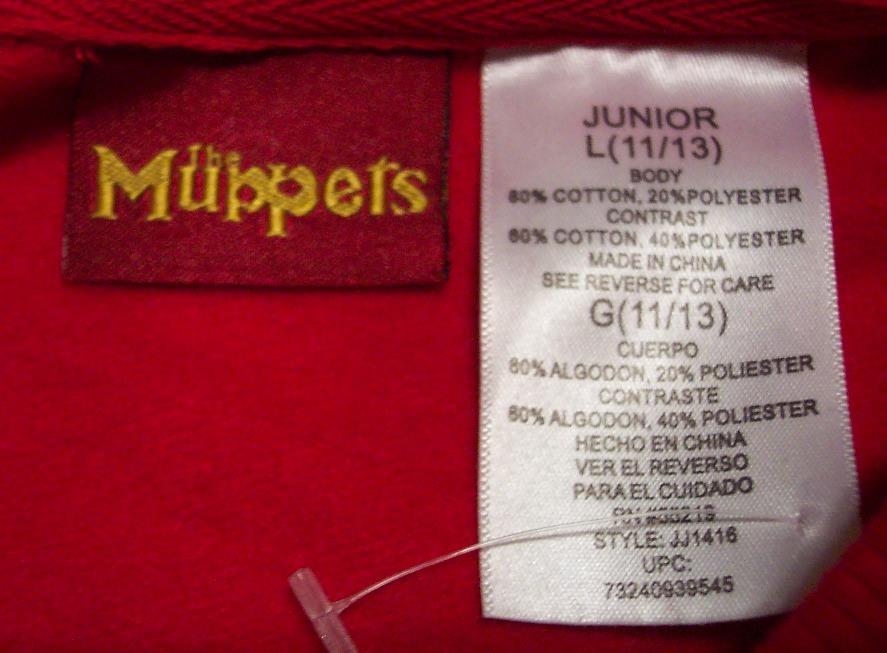 The
Muppets
JUNIOR
L(11/13)
BODY
80% COTTON, 20%POLYESTER
CONTRAST
60% COTTON, 40%POLYESTER
MADE IN CHINA
SEE REVERSE FOR CARE
G(11/13)
CUERPO
80% ALGODON, 20% POLIESTER
CONTRASTE
60% ALGODON, 40% POLIESTER
HECHO EN CHINA
VER EL REVERSO
PARA EL CUIDADO
STYLE: JJ1416
UPC:
73240939545